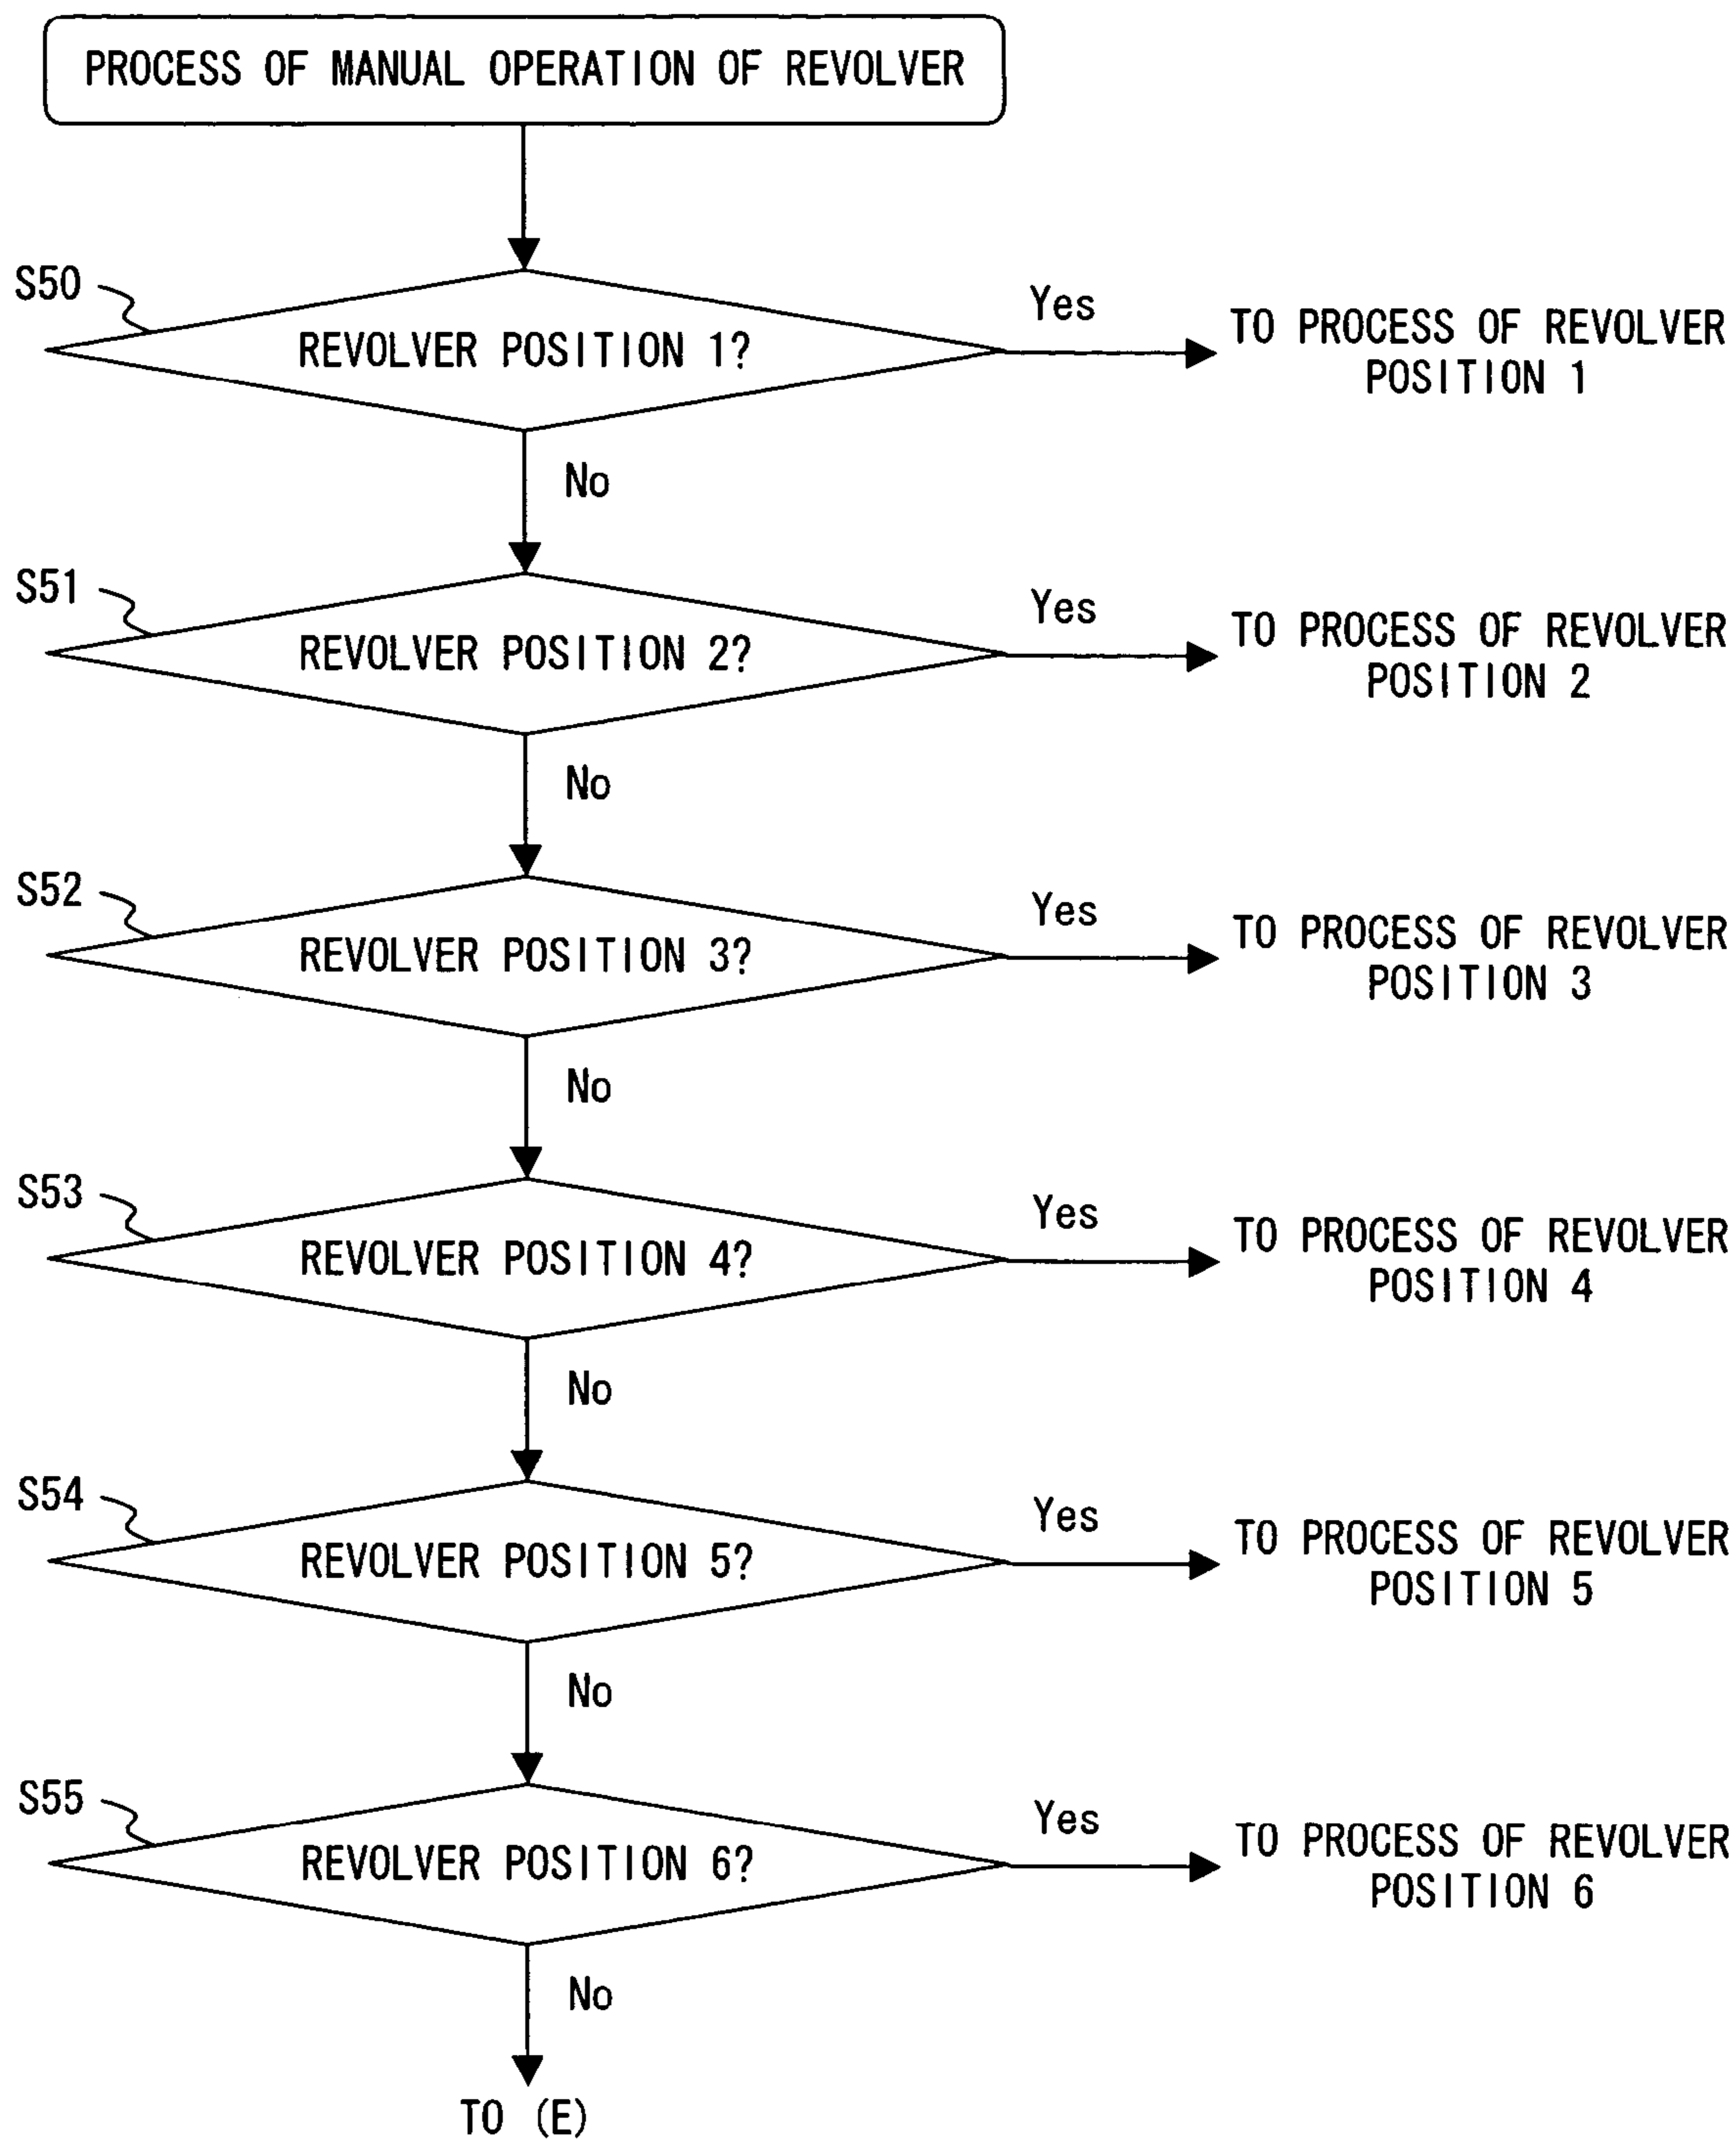 PROCESS OF MANUAL OPERATION OF REVOLVER
S50
REVOLVER POSITION 1?
Yes
TO PROCESS OF REVOLVER
POSITION 1
No
S51
REVOLVER POSITION 2?
Yes
TO PROCESS OF REVOLVER
POSITION 2
No
S52
REVOLVER POSITION 3?
Yes
TO PROCESS OF REVOLVER
POSITION 3
No
S53
REVOLVER POSITION 4?
Yes
TO PROCESS OF REVOLVER
POSITION 4
No
S54
REVOLVER POSITION 5?
Yes
TO PROCESS OF REVOLVER
POSITION 5
No
S55
REVOLVER POSITION 6?
Yes
TO PROCESS OF REVOLVER
POSITION 6
No
TO (E)